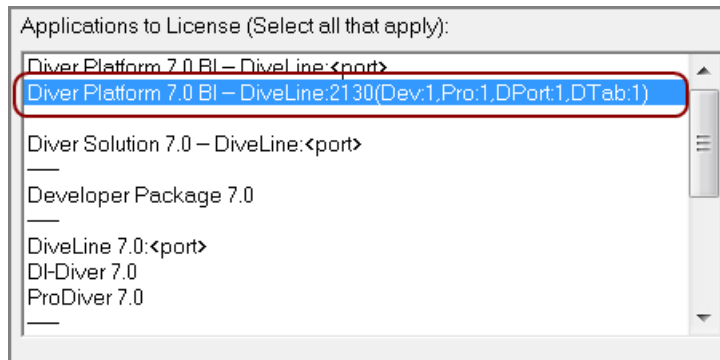 Applications to License (Select all that apply):
Diver Platform 7.0 BI – DiveLine:<port>
Diver Platform 7.0 BI – DiveLine:2130(Dev:1,Pro:1,DPort:1,DTab:1)
Diver Solution 7.0 – DiveLine:<port>
Developer Package 7.0
DiveLine 7.0:<port>
DI-Diver 7.0
ProDiver 7.0